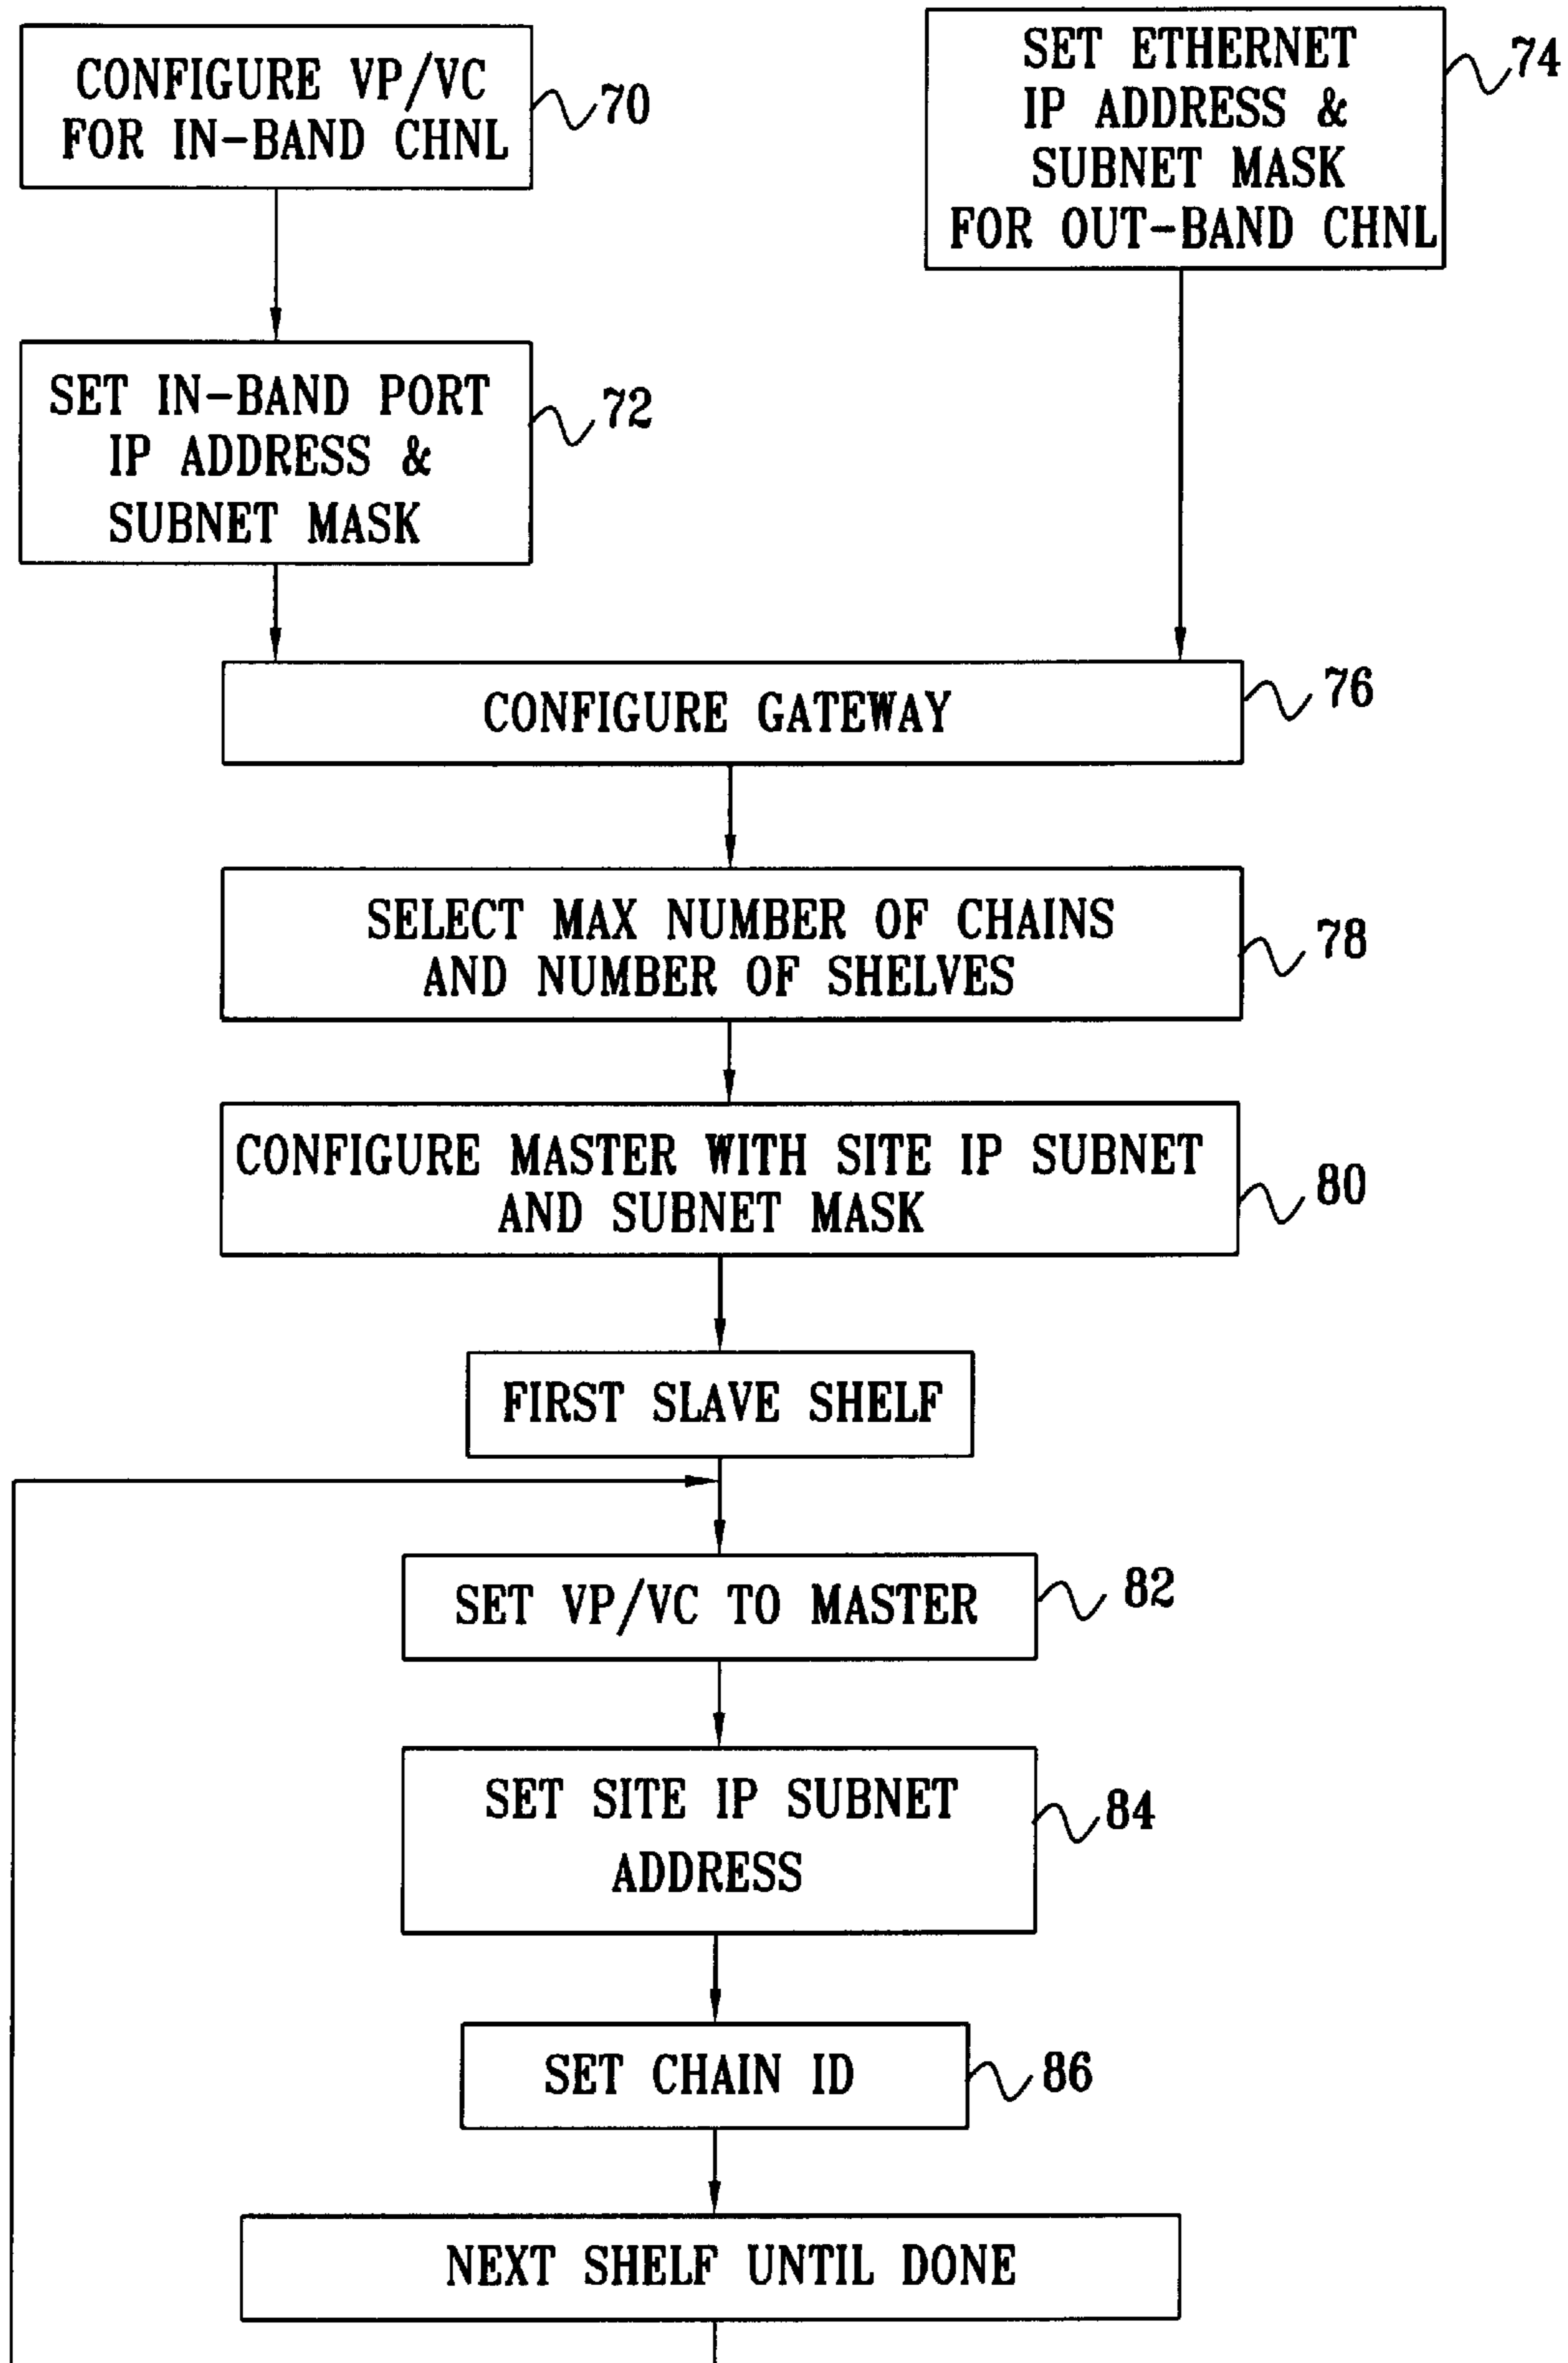 CONFIGURE VP/VC
FOR IN-BAND CHNL
70
SET ETHERNET
IP ADDRESS &
SUBNET MASK
FOR OUT-BAND CHNL
74
SET IN-BAND PORT
IP ADDRESS &
SUBNET MASK
72
CONFIGURE GATEWAY
76
SELECT MAX NUMBER OF CHAINS
AND NUMBER OF SHELVES
78
CONFIGURE MASTER WITH SITE IP SUBNET
AND SUBNET MASK
80
FIRST SLAVE SHELF
SET VP/VC TO MASTER
82
SET SITE IP SUBNET
ADDRESS
84
SET CHAIN ID
86
NEXT SHELF UNTIL DONE